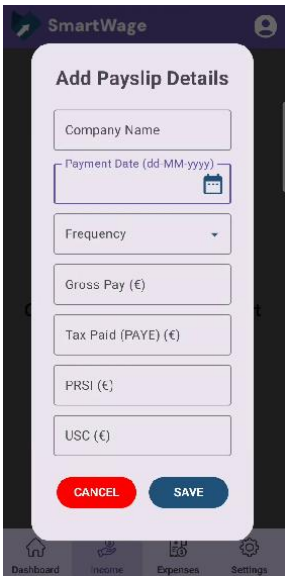 SmartWage
Add Payslip Details
Company Name
Payment Date (dd-MM-yyyy)
Frequency
Gross Pay (€)
Tax Paid (PAYE) (€)
PRSI (€)
USC (€)
CANCEL SAVE
Dashboard Income Expenses Settings